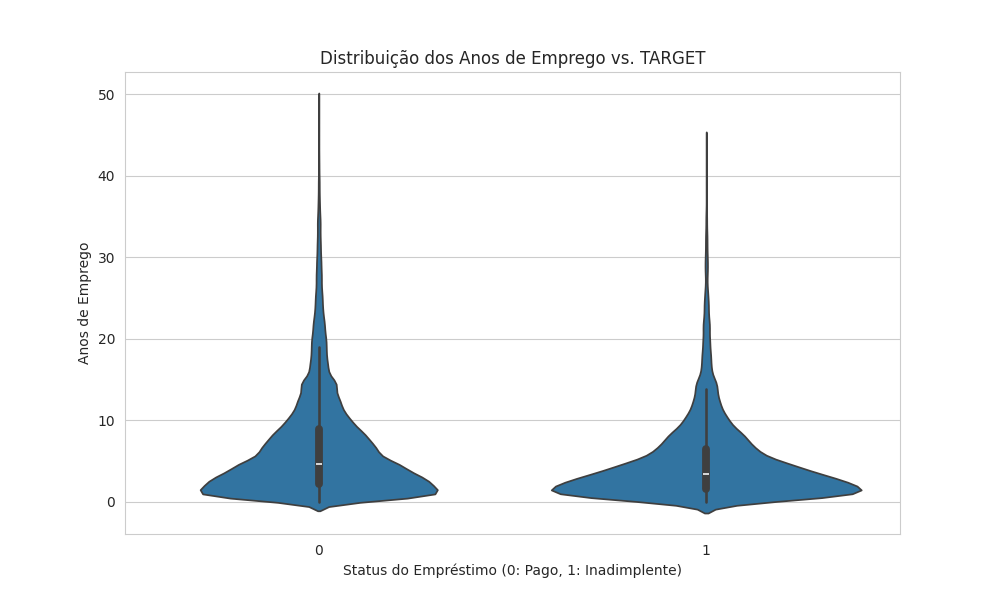 Distribuição dos Anos de Emprego vs. TARGET
Anos de Emprego
50
40
30
20
10
0
0 1
Status do Empréstimo (0: Pago, 1: Inadimplente)